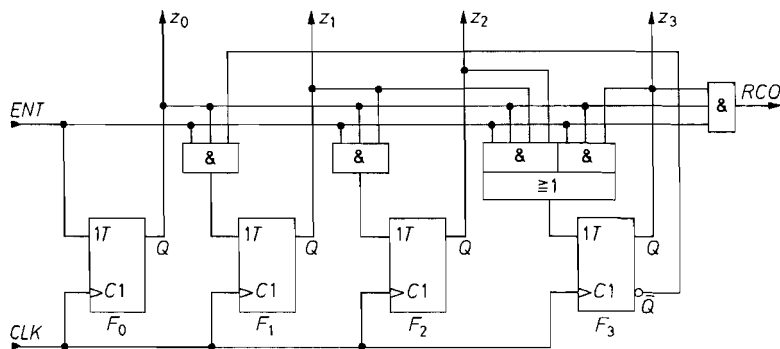 z₀ z₁ z₂ z₃
RCO
&
ENT
& & & &
≧1
1T Q 1T Q 1T Q 1T Q
C1 C1 C1 C1 Q̅
CLK F₀ F₁ F₂ F₃